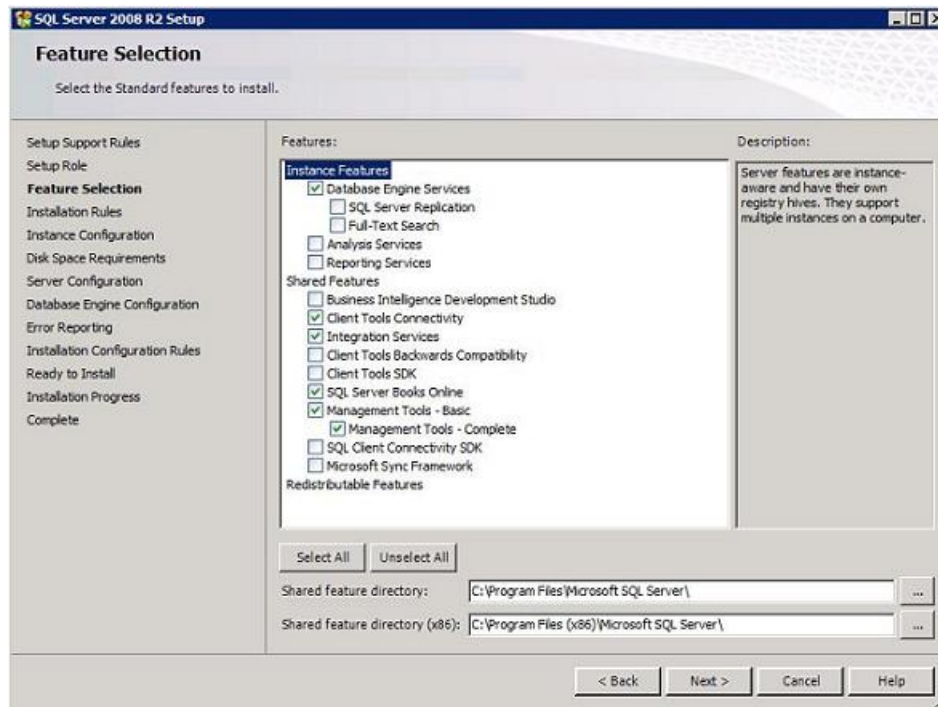 SQL Server 2008 R2 Setup
Feature Selection
Select the Standard features to install.
Setup Support Rules
Setup Role
Feature Selection
Installation Rules
Instance Configuration
Disk Space Requirements
Server Configuration
Database Engine Configuration
Error Reporting
Installation Configuration Rules
Ready to Install
Installation Progress
Complete
Features:
Instance Features
Database Engine Services
SQL Server Replication
Full-Text Search
Analysis Services
Reporting Services
Shared Features
Business Intelligence Development Studio
Client Tools Connectivity
Integration Services
Client Tools Backwards Compatibility
Client Tools SDK
SQL Server Books Online
Management Tools - Basic
Management Tools - Complete
SQL Client Connectivity SDK
Microsoft Sync Framework
Redistributable Features
Description:
Server features are instance-
aware and have their own
registry hives. They support
multiple instances on a computer.
Select All
Unselect All
Shared feature directory:
C:\Program Files\Microsoft SQL Server\
...
Shared feature directory (x86):
C:\Program Files (x86)\Microsoft SQL Server\
...
< Back
Next >
Cancel
Help